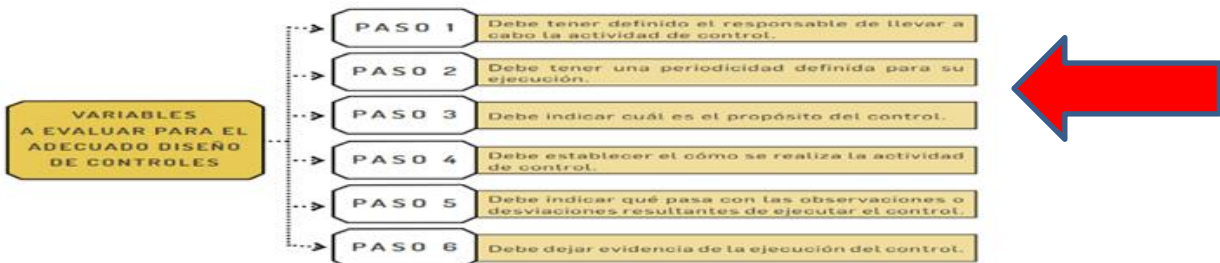 VARIABLES
A EVALUAR PARA EL
ADECUADO DISEÑO
DE CONTROLES
PASO 1
Debe tener definido el responsable de llevar a
cabo la actividad de control.
PASO 2
Debe tener una periodicidad definida para su
ejecución.
PASO 3
Debe indicar cuál es el propósito del control.
PASO 4
Debe establecer el cómo se realiza la actividad
de control.
PASO 5
Debe indicar qué pasa con las observaciones o
desviaciones resultantes de ejecutar el control.
PASO 6
Debe dejar evidencia de la ejecución del control.